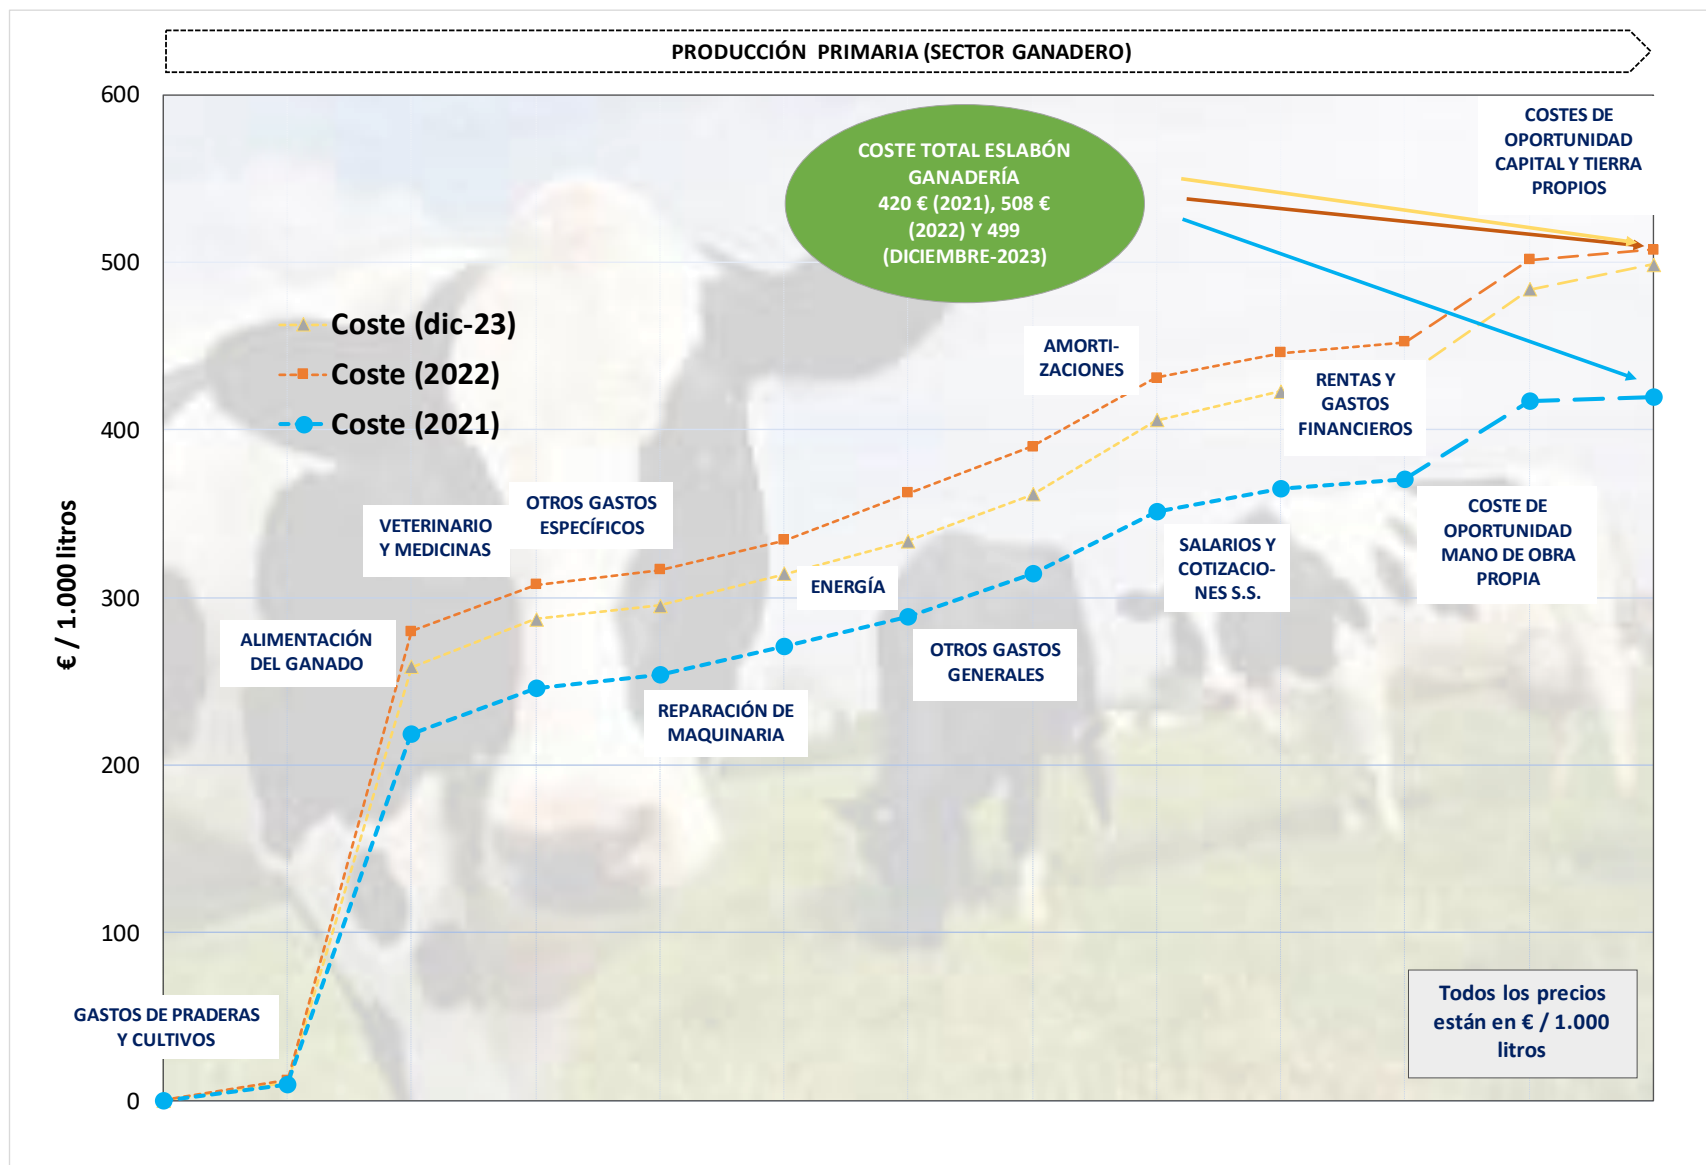 PRODUCCIÓN PRIMARIA (SECTOR GANADERO)
600
500
400
300
200
100
0
€ / 1.000 litros
COSTE TOTAL ESLABÓN
GANADERÍA
420 € (2021), 508 €
(2022) Y 499
(DICIEMBRE-2023)
COSTES DE
OPORTUNIDAD
CAPITAL Y TIERRA
PROPIOS
Coste (dic-23)
Coste (2022)
Coste (2021)
AMORTI-
ZACIONES
RENTAS Y
GASTOS
FINANCIEROS
VETERINARIO
Y MEDICINAS
OTROS GASTOS
ESPECÍFICOS
COSTE DE
OPORTUNIDAD
MANO DE OBRA
PROPIA
SALARIOS Y
COTIZACIO-
NES S.S.
ENERGÍA
ALIMENTACIÓN
DEL GANADO
OTROS GASTOS
GENERALES
REPARACIÓN DE
MAQUINARIA
GASTOS DE PRADERAS
Y CULTIVOS
Todos los precios
están en € / 1.000
litros